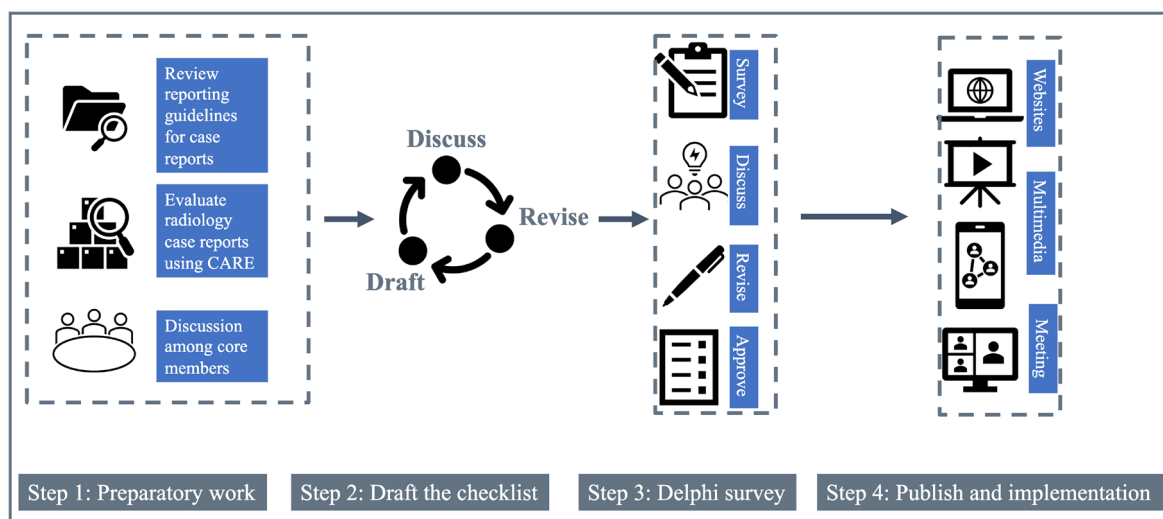 Review
reporting
guidelines
for case
reports
Evaluate
radiology
case reports
using CARE
Discussion
among core
members
Discuss
Revise
Draft
Survey
Discuss
Revise
Approve
Websites
Multimedia
Meeting
Step 1: Preparatory work
Step 2: Draft the checklist
Step 3: Delphi survey
Step 4: Publish and implementation